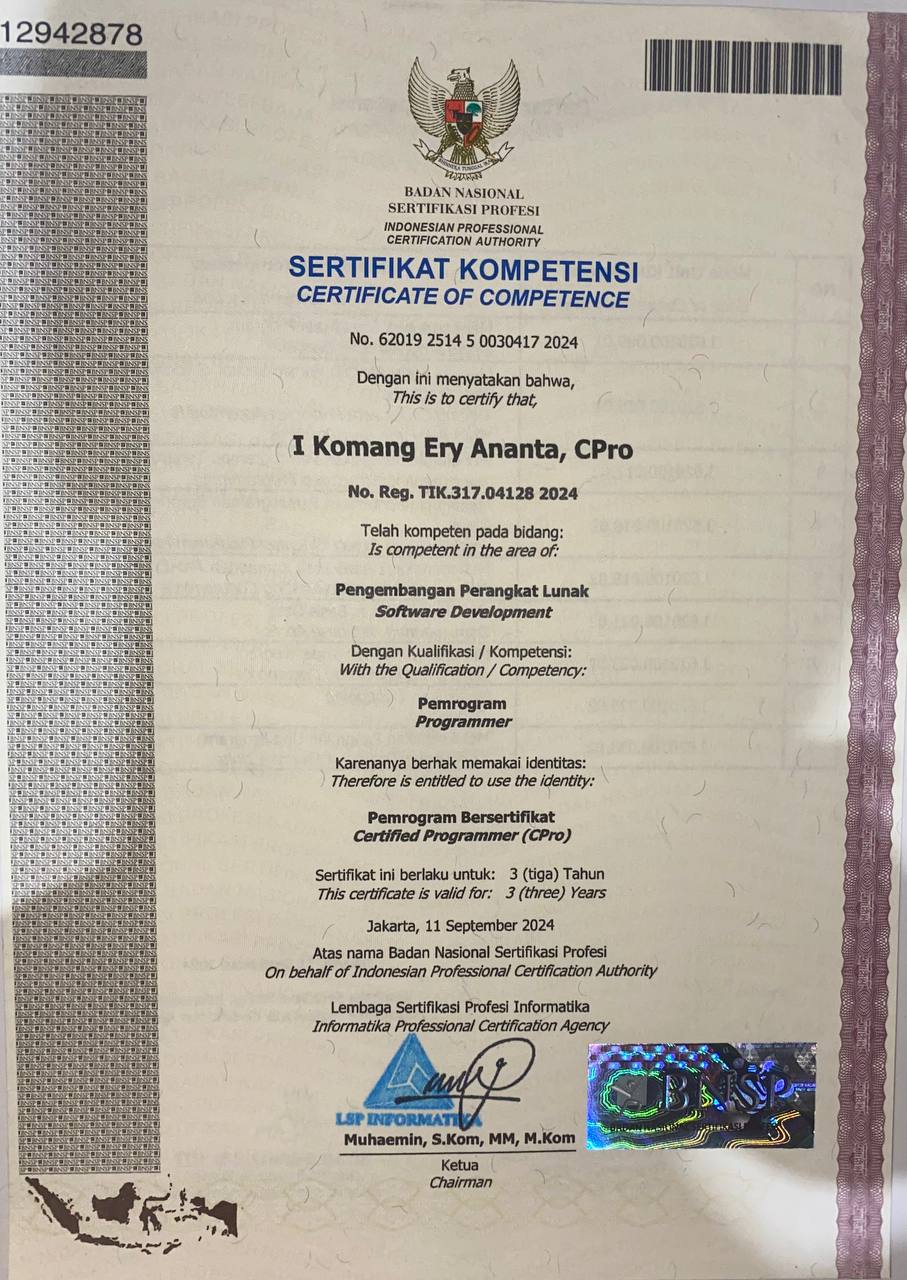 12942878
BADAN NASIONAL
SERTIFIKASI PROFESI
INDONESIAN PROFESSIONAL
CERTIFICATION AUTHORITY
SERTIFIKAT KOMPETENSI
CERTIFICATE OF COMPETENCE
No. 62019 2514 5 0030417 2024
Dengan ini menyatakan bahwa,
This is to certify that,
I Komang Ery Ananta, CPro
No. Reg. TIK.317.04128 2024
Telah kompeten pada bidang:
Is competent in the area of:
Pengembangan Perangkat Lunak
Software Development
Dengan Kualifikasi / Kompetensi:
With the Qualification / Competency:
Pemrogram
Programmer
Karenanya berhak memakai identitas:
Therefore is entitled to use the identity:
Pemrogram Bersertifikat
Certified Programmer (CPro)
Sertifikat ini berlaku untuk: 3 (tiga) Tahun
This certificate is valid for: 3 (three) Years
Jakarta, 11 September 2024
Atas nama Badan Nasional Sertifikasi Profesi
On behalf of Indonesian Professional Certification Authority
Lembaga Sertifikasi Profesi Informatika
Informatika Professional Certification Agency
LSP INFORMATIKA
BNSP
Muhaemin, S.Kom, MM, M.Kom
Ketua
Chairman